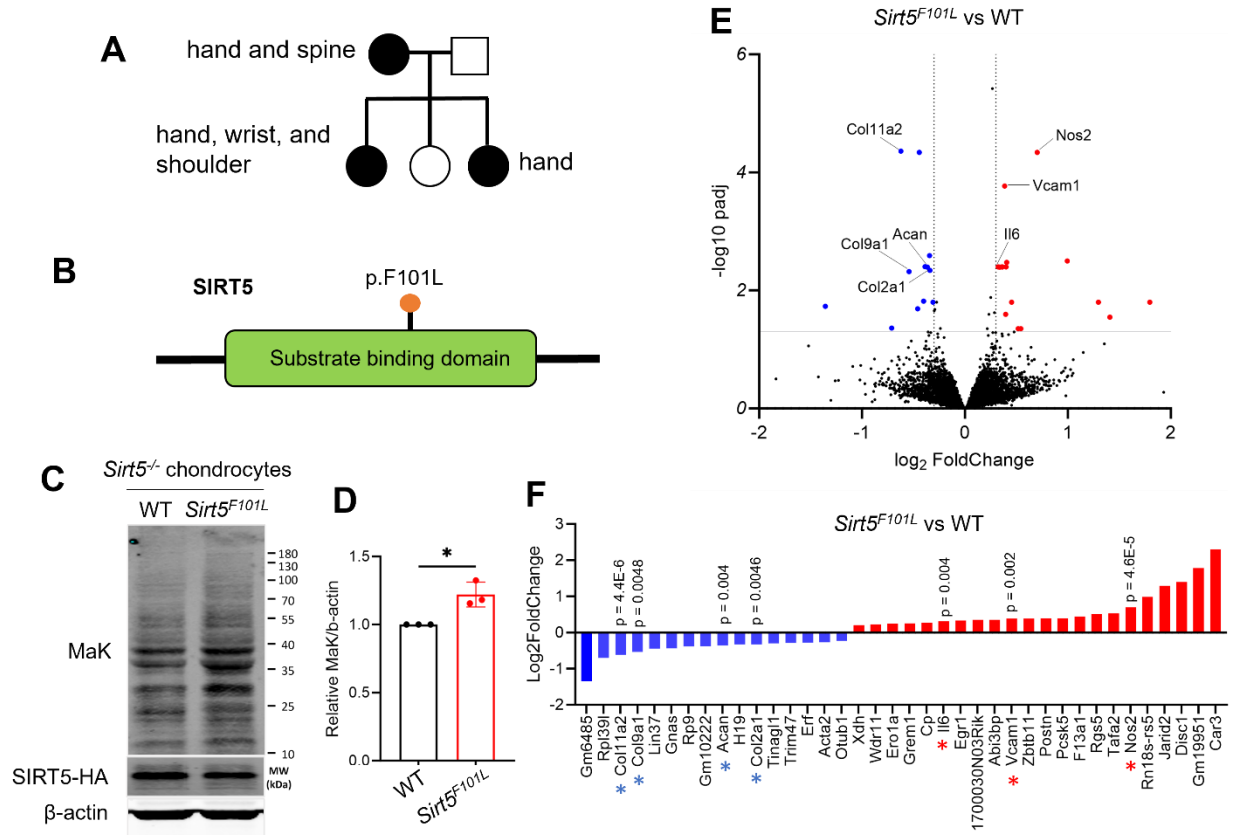 A
hand and spine
hand, wrist, and
shoulder
hand
B
SIRT5
p.F101L
Substrate binding domain
C
Sirt5-/- chondrocytes
WT Sirt5F101L
MaK
180
130
100
70
55
40
35
25
15
10
SIRT5-HA
MW
(kDa)
β-actin
D
*
Relative MaK/b-actin
1.5
1.0
0.5
0.0
WT
Sirt5F101L
E
Sirt5F101L vs WT
-log10 padj
6
4
2
0
Col11a2
Nos2
Vcam1
Acan
Il6
Col9a1
Col2a1
-2 -1 0 1 2
log2 FoldChange
F
Sirt5F101L vs WT
Log2FoldChange
3
2
1
0
-1
-2
p = 4.4E-6
p = 0.0048
p = 0.004
p = 0.0046
p = 0.004
p = 0.002
p = 4.6E-5
Gm6485
Rpl39l
* Col11a2
* Col9a1
Lin37
Gnas
Rp9
Gm10222
* Acan
H19
* Col2a1
Tinagl1
Trim47
Erf
Acta2
Otub1
Xdh
Wdr11
Ero1a
Grem1
Cp
* Il6
Egr1
1700030N03Rik
Abi3bp
* Vcam1
Zbtb11
Postn
Pcsk5
F13a1
Rgs5
Tafa2
* Nos2
Rn18s-rs5
Jarid2
Disc1
Gm19951
Car3